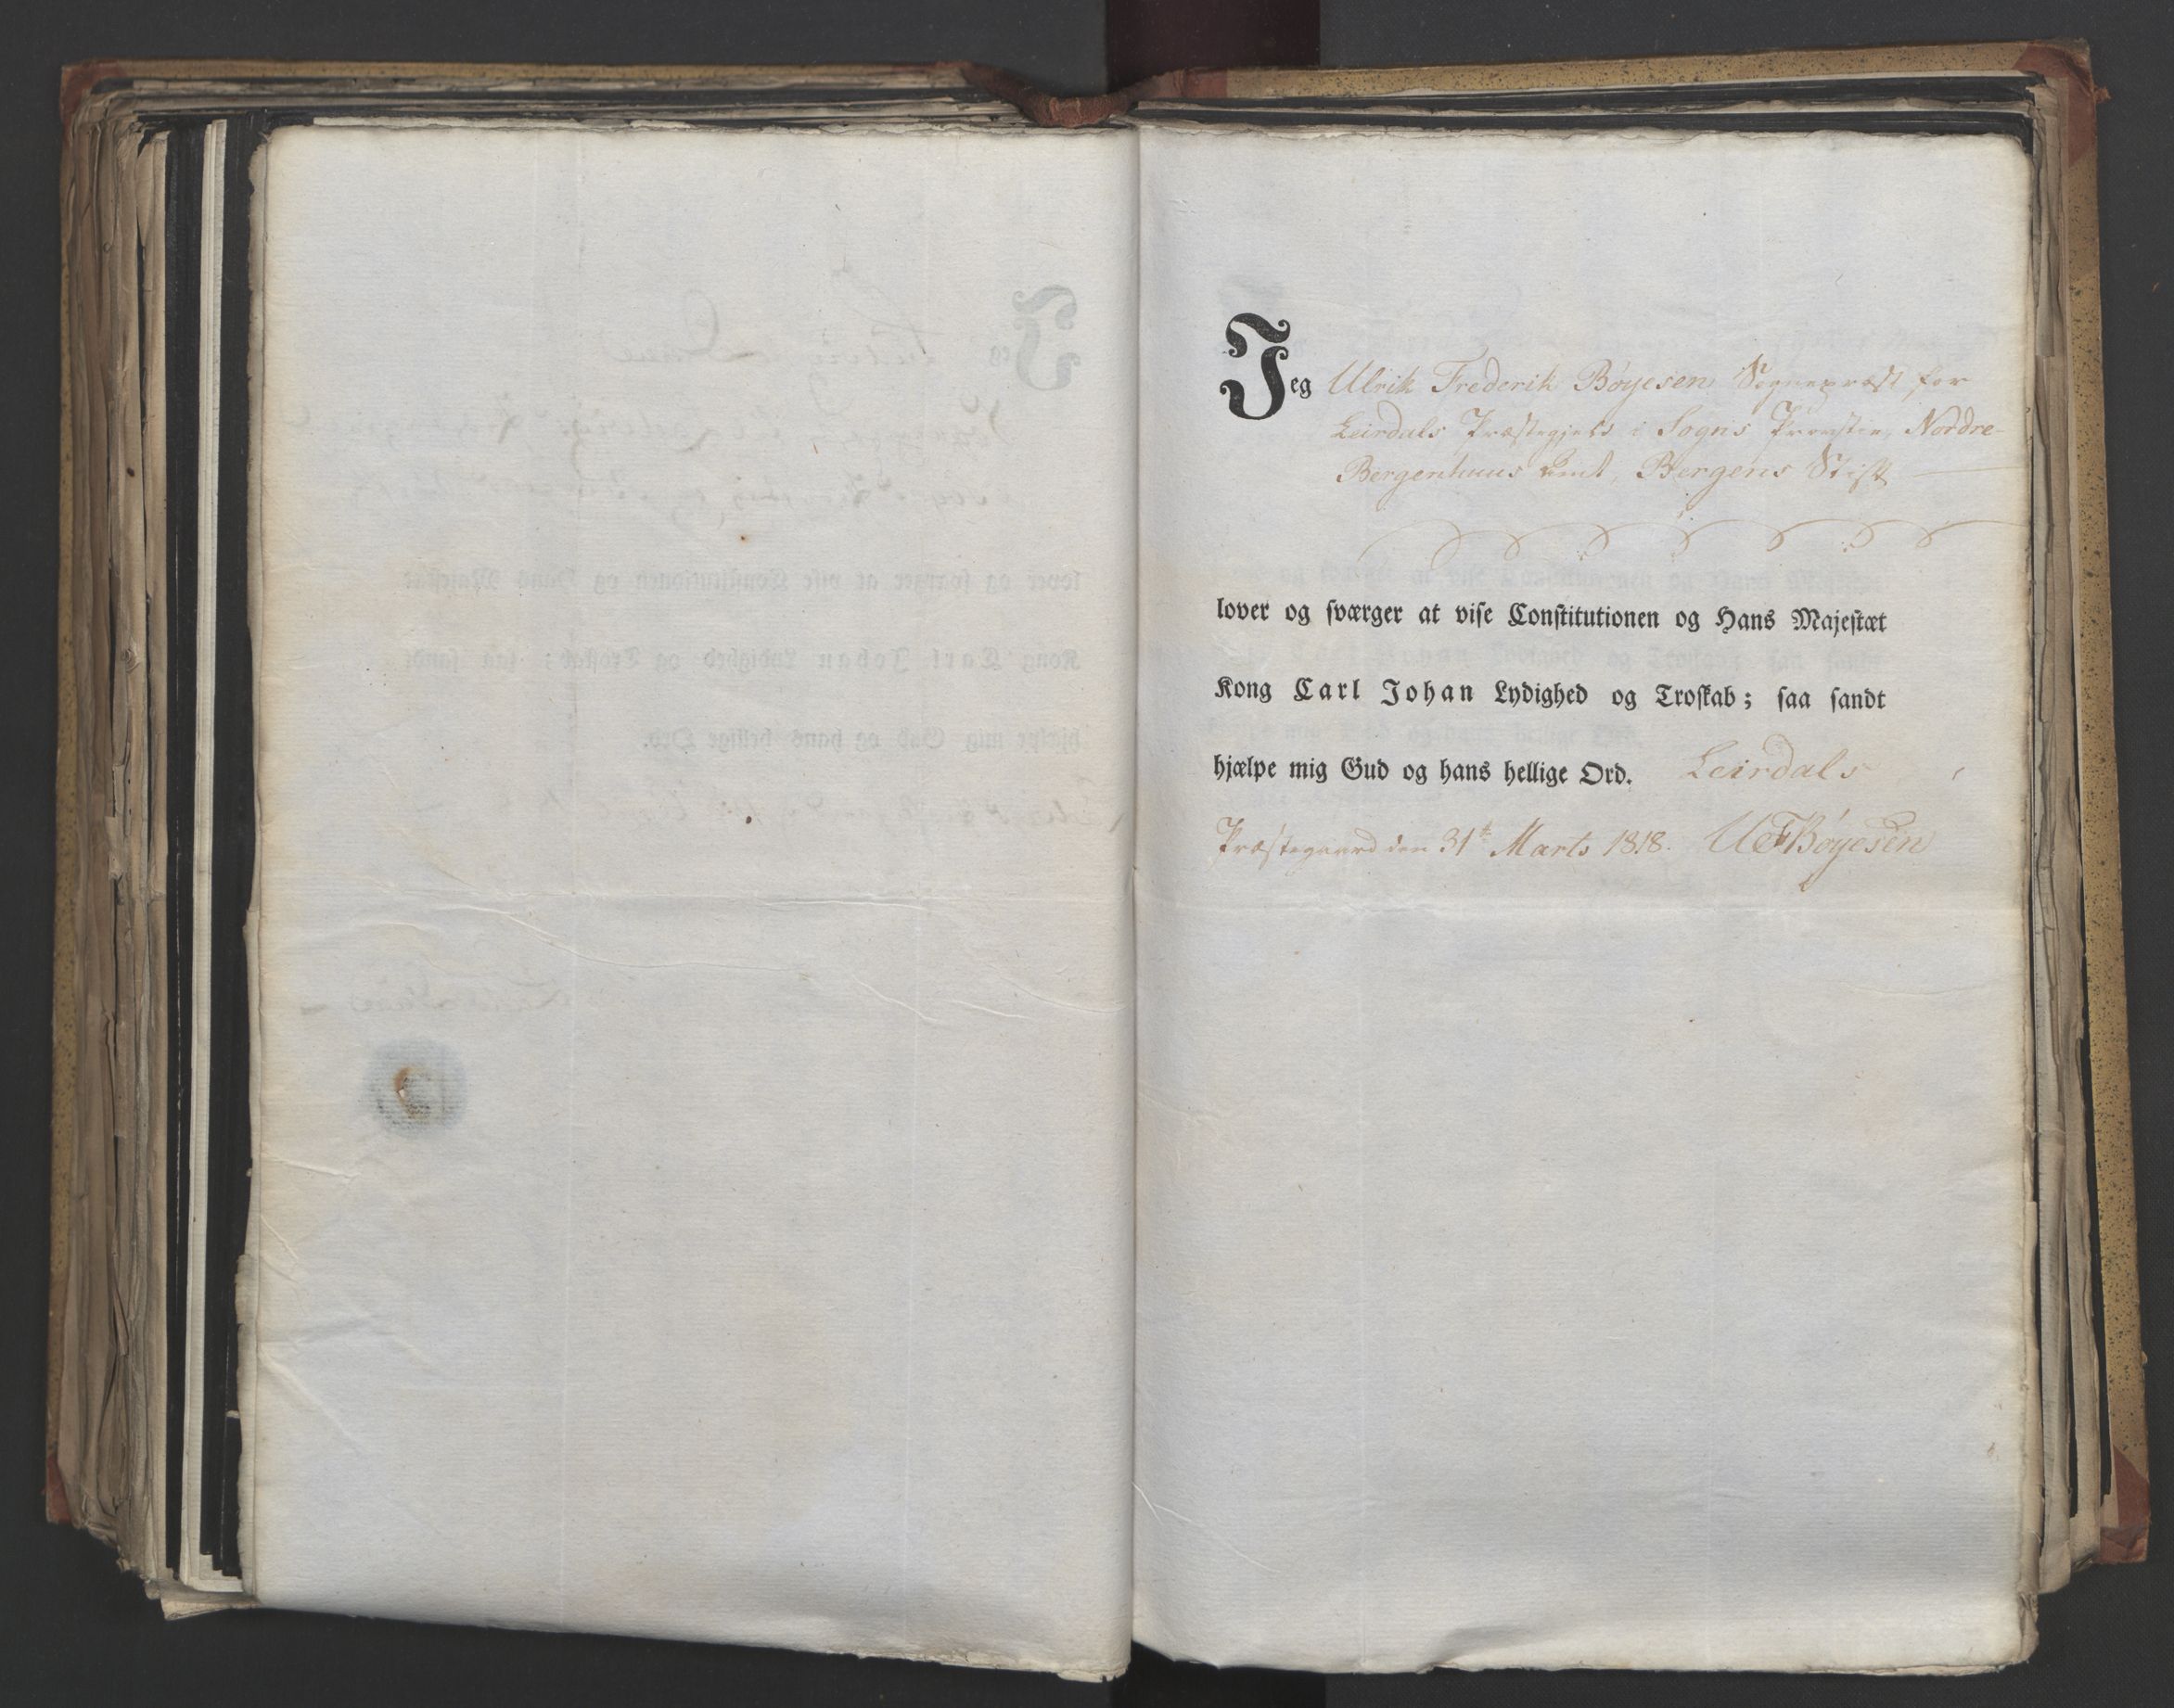 Jeg Ulrik Frederik Bøyesen Sognepræst for
Leirdals Præstegjeld i Sogns Provstie, Nordre-
Bergenhuus Amt, Bergens Stift
lover og sværger at vise Constitutionen og Hans Majestæt
Kong Carl Johan Lydighed og Troskab; saa sandt
hjælpe mig Gud og hans hellige Ord. Leirdals
Præstegaard den 31te Marts 1818. UFBøyesen